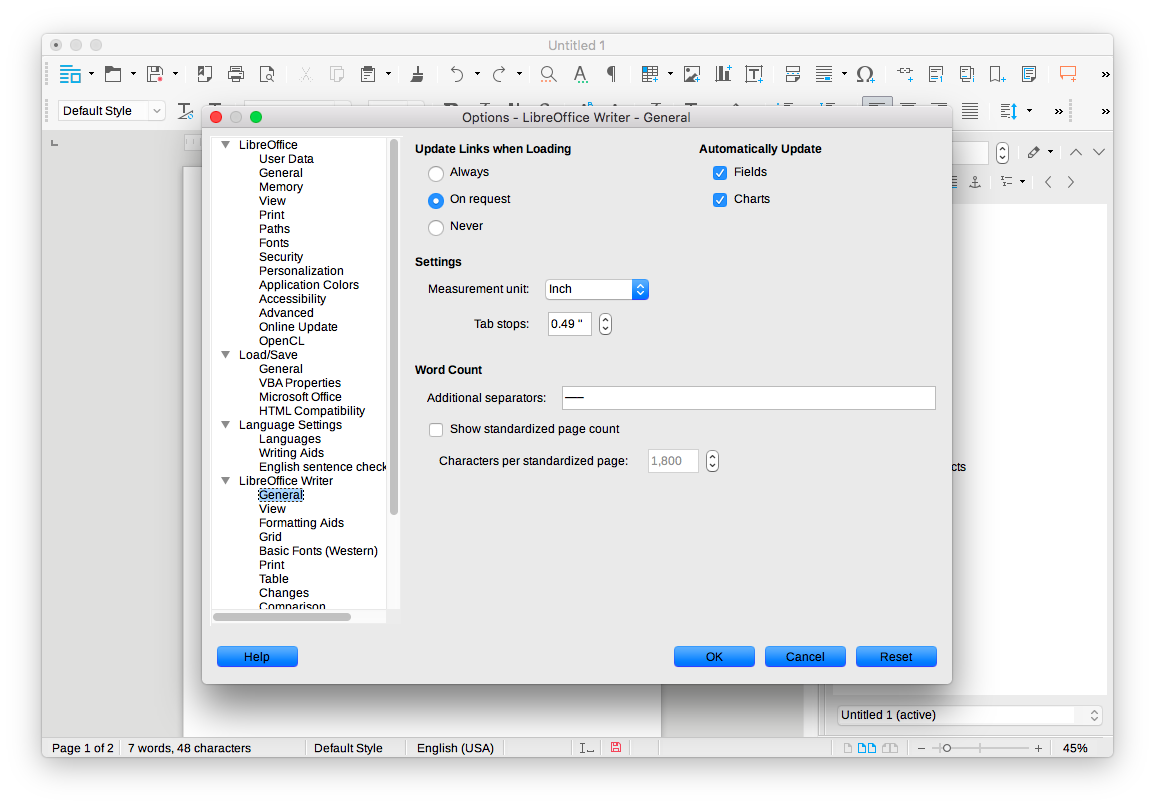 Untitled 1
Default Style
Options - LibreOffice Writer - General
LibreOffice
User Data
General
Memory
View
Print
Paths
Fonts
Security
Personalization
Application Colors
Accessibility
Advanced
Online Update
OpenCL
Load/Save
General
VBA Properties
Microsoft Office
HTML Compatibility
Language Settings
Languages
Writing Aids
English sentence check
LibreOffice Writer
General
View
Formatting Aids
Grid
Basic Fonts (Western)
Print
Table
Changes
Comparison
Update Links when Loading
Always
On request
Never
Automatically Update
Fields
Charts
Settings
Measurement unit: Inch
Tab stops: 0.49 "
Word Count
Additional separators: —–
Show standardized page count
Characters per standardized page: 1,800
Help
OK
Cancel
Reset
cts
Untitled 1 (active)
Page 1 of 2
7 words, 48 characters
Default Style
English (USA)
45%